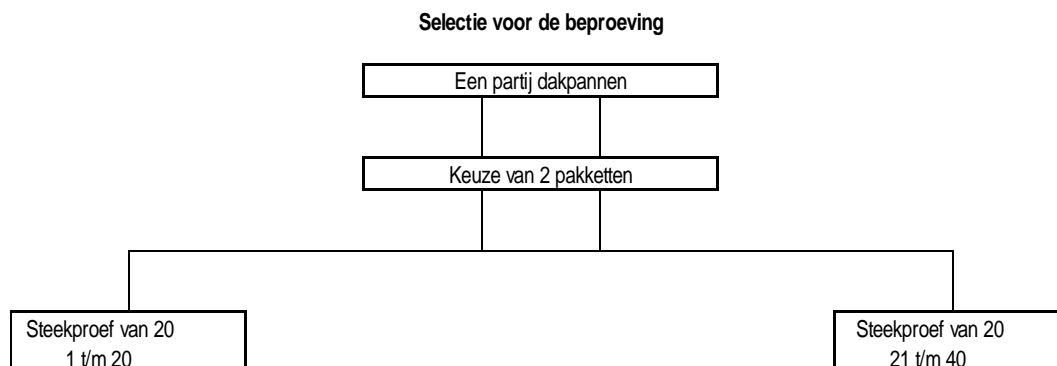 Selectie voor de beproeving
Een partij dakpannen
Keuze van 2 pakketten
Steekproef van 20
1 t/m 20
Steekproef van 20
21 t/m 40